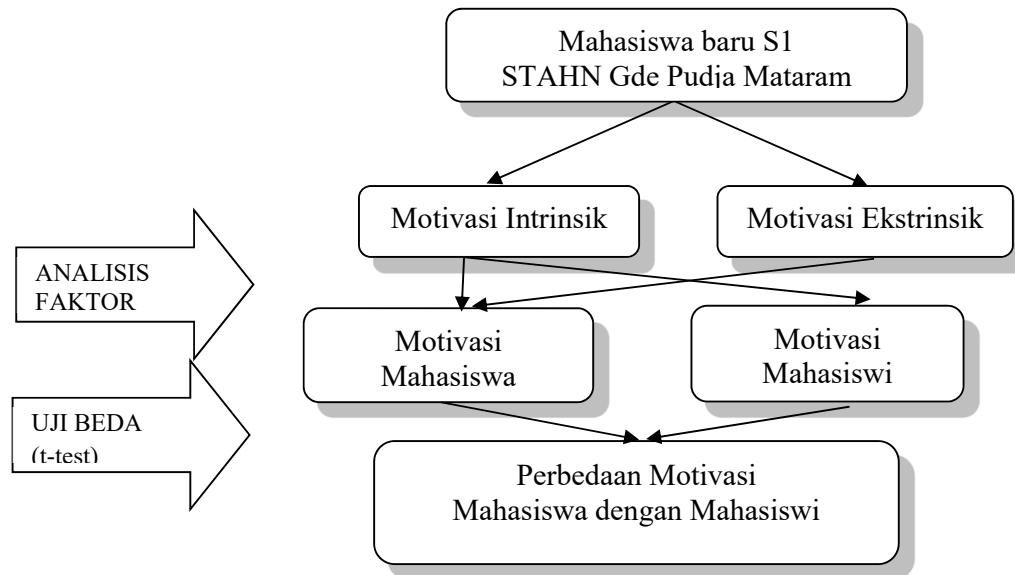 Mahasiswa baru S1
STAHN Gde Pudja Mataram
Motivasi Intrinsik
Motivasi Ekstrinsik
ANALISIS
FAKTOR
Motivasi
Mahasiswa
Motivasi
Mahasiswi
UJI BEDA
(t-test)
Perbedaan Motivasi
Mahasiswa dengan Mahasiswi